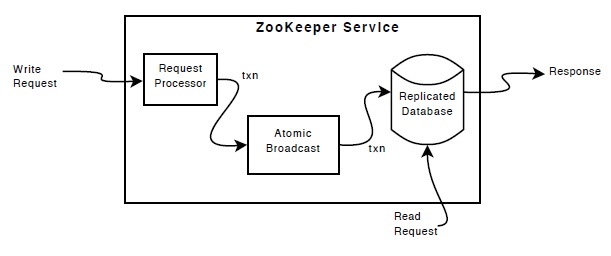 ZooKeeper Service
Write
Request
Request
Processor
txn
Atomic
Broadcast
txn
Replicated
Database
Response
Read
Request